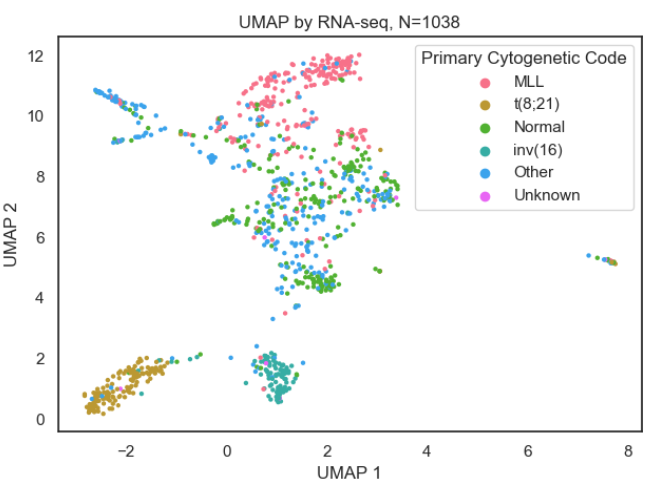 UMAP by RNA-seq, N=1038
12
10
8
6
4
2
0
UMAP 2
−2
0
2
4
6
8
UMAP 1
Primary Cytogenetic Code
MLL
t(8;21)
Normal
inv(16)
Other
Unknown